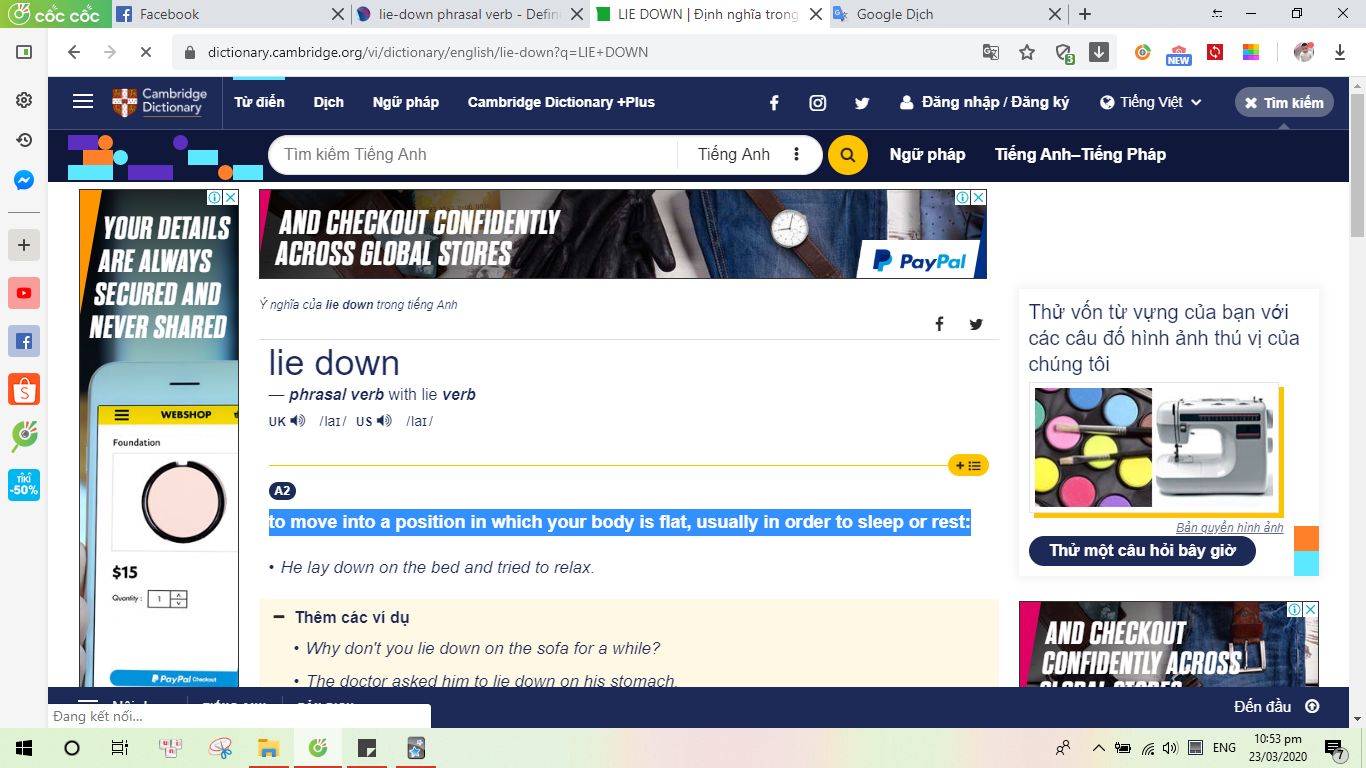 cốc cốc
Facebook
lie-down phrasal verb - Defini
LIE DOWN | Định nghĩa trong
Google Dịch
dictionary.cambridge.org/vi/dictionary/english/lie-down?q=LIE+DOWN
3
NEW
Cambridge
Dictionary
Từ điển
Dịch
Ngữ pháp
Cambridge Dictionary +Plus
Đăng nhập / Đăng ký
Tiếng Việt
Tìm kiếm
Tìm kiếm Tiếng Anh
Tiếng Anh
Ngữ pháp
Tiếng Anh–Tiếng Pháp
YOUR DETAILS
ARE ALWAYS
SECURED AND
NEVER SHARED
WEBSHOP
Foundation
$15
Quantity :
1
PayPal Checkout
AND CHECKOUT CONFIDENTLY
ACROSS GLOBAL STORES
PayPal
Ý nghĩa của lie down trong tiếng Anh
lie down
— phrasal verb with lie verb
UK /laɪ/ US /laɪ/
A2
to move into a position in which your body is flat, usually in order to sleep or rest:
• He lay down on the bed and tried to relax.
Thêm các ví dụ
• Why don't you lie down on the sofa for a while?
• The doctor asked him to lie down on his stomach.
Thử vốn từ vựng của bạn với
các câu đố hình ảnh thú vị của
chúng tôi
Bản quyền hình ảnh
Thử một câu hỏi bây giờ
AND CHECKOUT
CONFIDENTLY ACROSS
GLOBAL STORES
TIKI
-50%
Đến đầu
Đang kết nối...
ENG
10:53 pm
23/03/2020
7